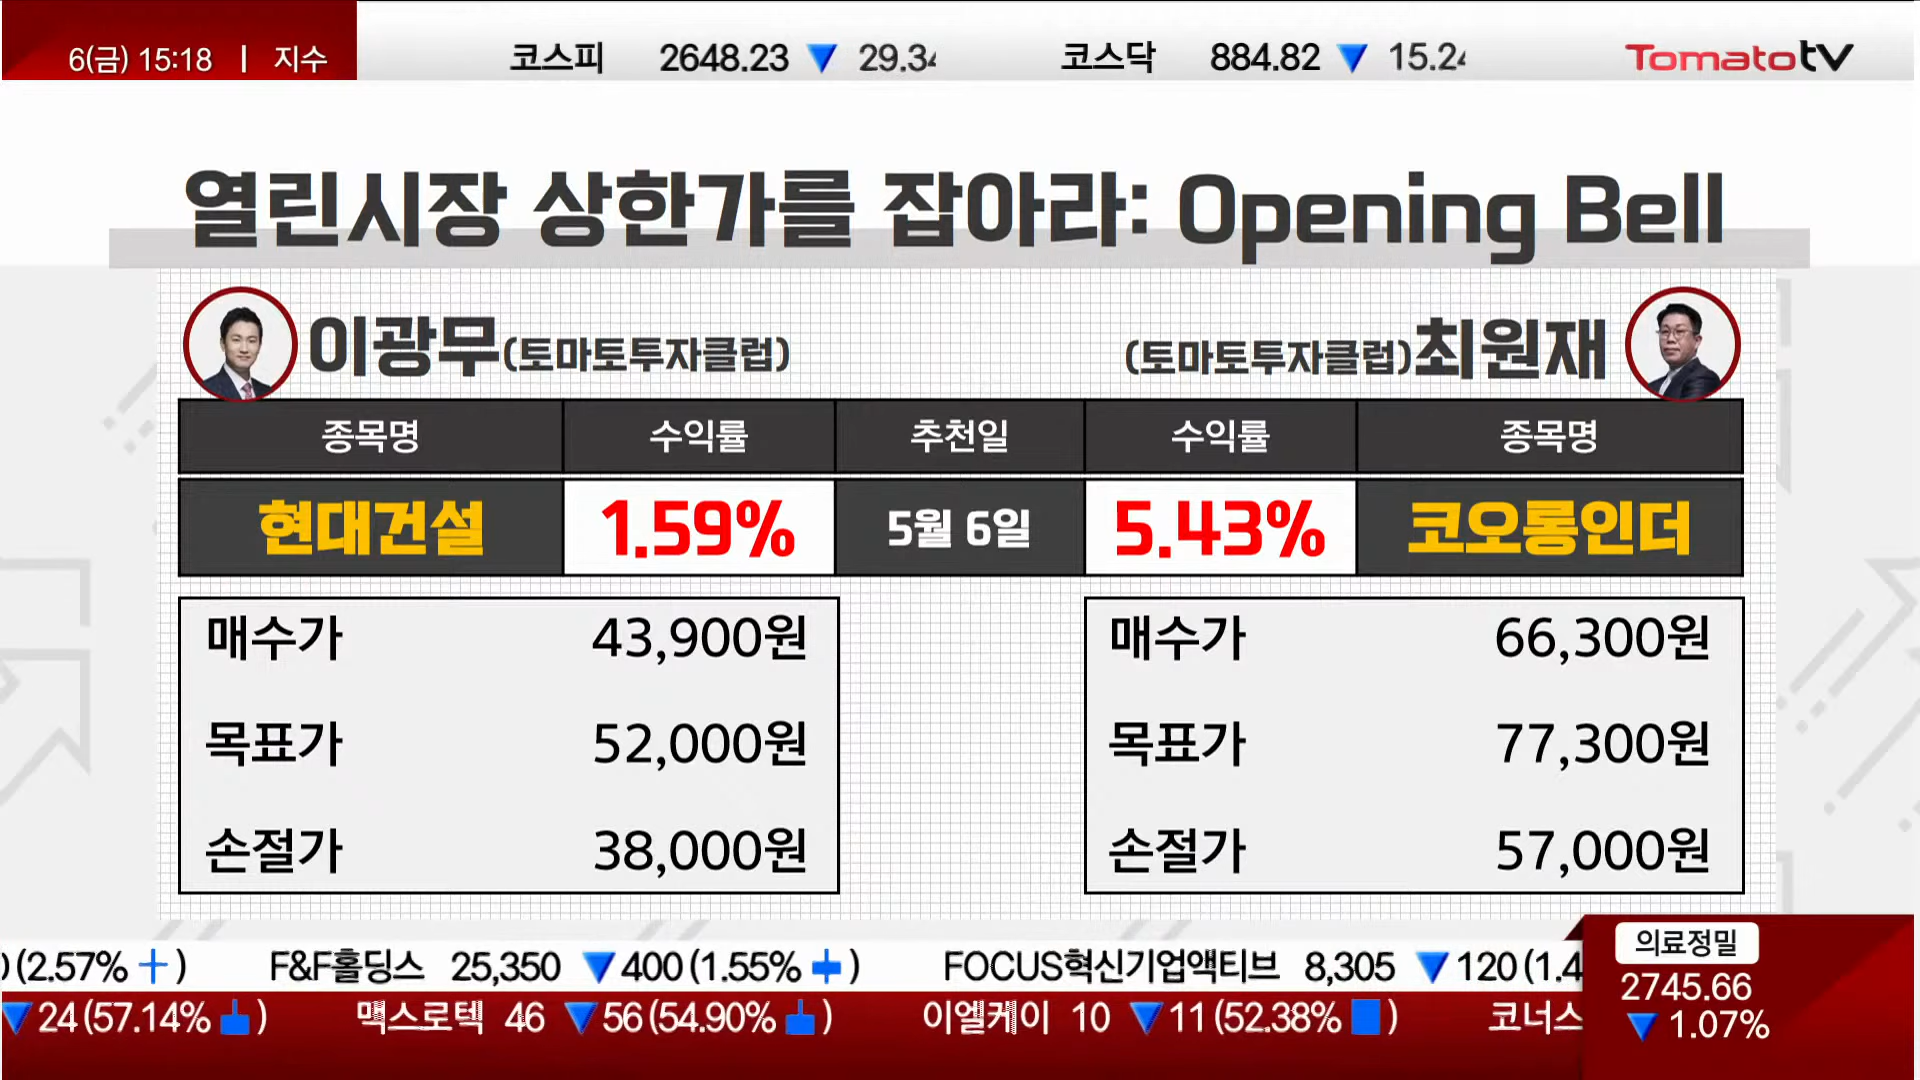 6(금) 15:18 | 지수 코스피 2648.23 ▼ 29.34 코스닥 884.82 ▼ 15.24 Tomatotv
열린시장 상한가를 잡아라: Opening Bell
이광무(토마토투자클럽) (토마토투자클럽)최원재
종목명 수익률 추천일 수익률 종목명
현대건설 1.59% 5월 6일 5.43% 코오롱인더
매수가 43,900원 매수가 66,300원
목표가 52,000원 목표가 77,300원
손절가 38,000원 손절가 57,000원
(2.57% ) F&F홀딩스 25,350 ▼400(1.55% ) FOCUS혁신기업액티브 8,305 ▼120(1.4
▼24(57.14% ) 맥스로텍 46 ▼56(54.90% ) 이엘케이 10 ▼11(52.38% ) 코너스
의료정밀
2745.66
▼ 1.07%